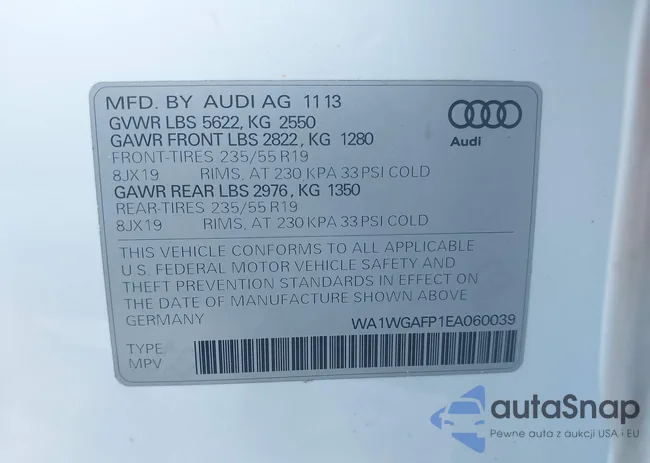 MFD. BY AUDI AG 11 13
GVWR LBS 5622, KG 2550
GAWR FRONT LBS 2822, KG 1280
FRONT-TIRES 235/55 R19
8JX19 RIMS, AT 230 KPA 33 PSI COLD
GAWR REAR LBS 2976, KG 1350
REAR-TIRES 235/55 R19
8JX19 RIMS, AT 230 KPA 33 PSI COLD
Audi
THIS VEHICLE CONFORMS TO ALL APPLICABLE
U.S. FEDERAL MOTOR VEHICLE SAFETY AND
THEFT PREVENTION STANDARDS IN EFFECT ON
THE DATE OF MANUFACTURE SHOWN ABOVE
GERMANY WA1WGAFP1EA060039
TYPE
MPV
autaSnap
Pewne auta z aukcji USA i EU